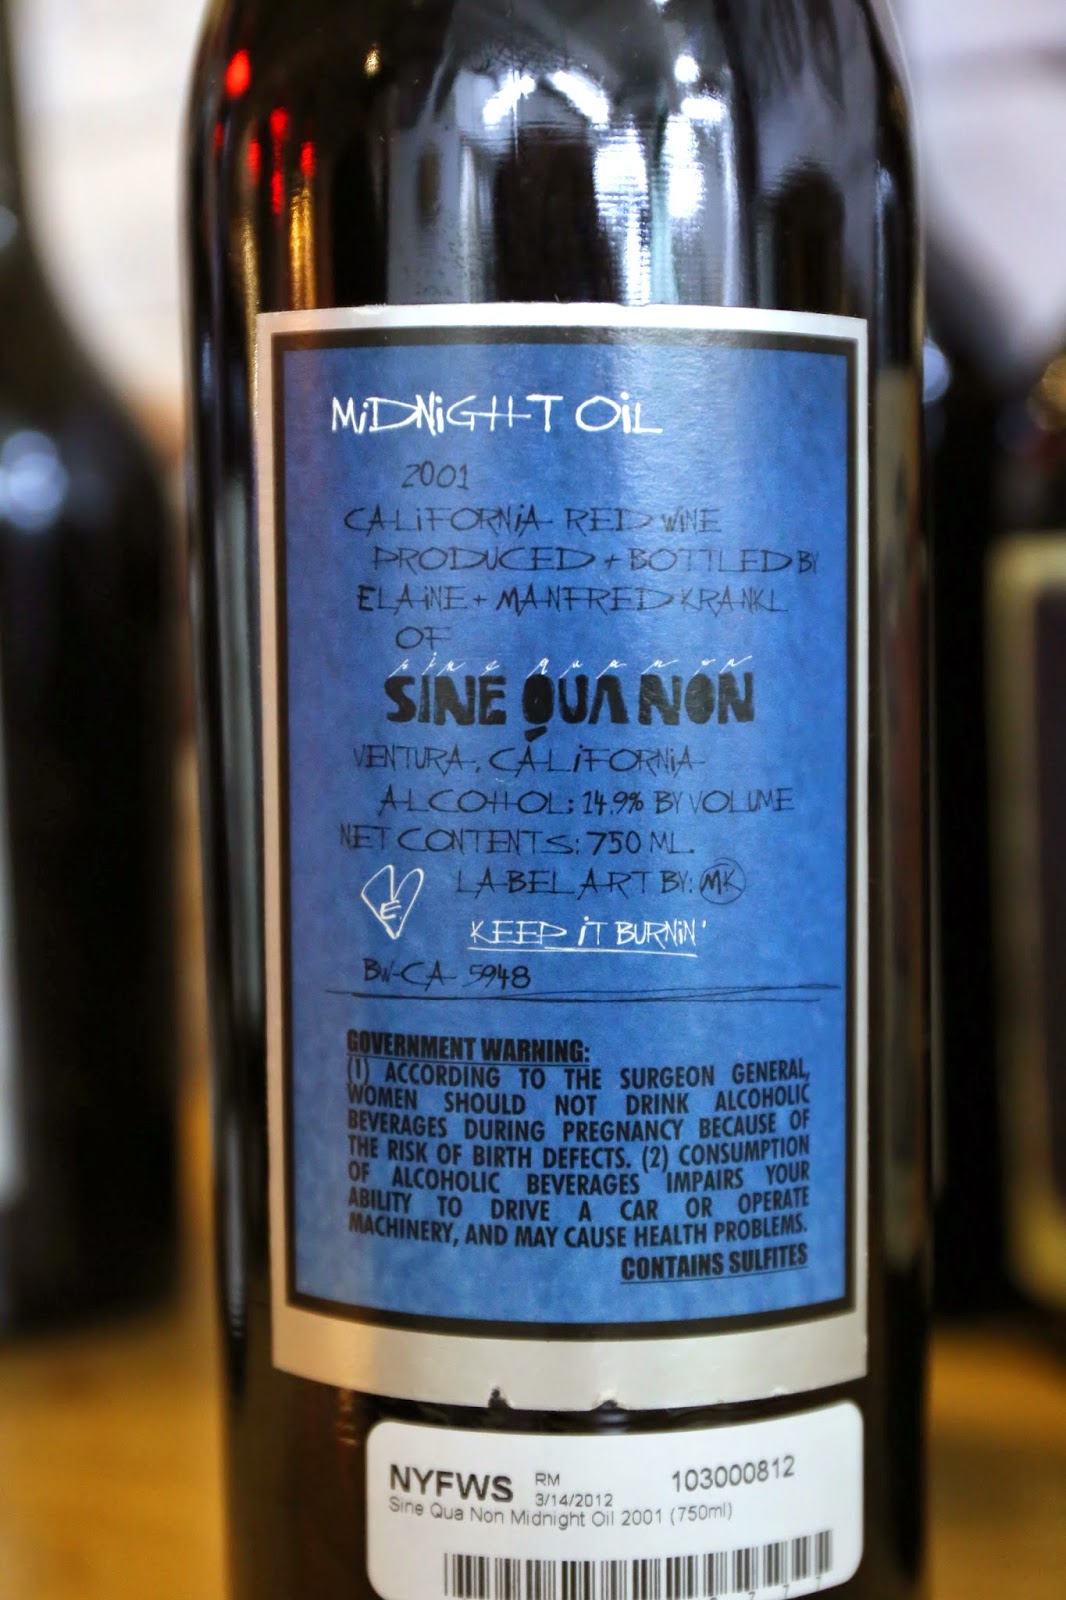 MiDNiGHT OiL
2001
CALiFORNiA RED WiNE
PRODUCED + BOTTLED BY
ELAiNE + MANFRED KRANKL
OF
sine qua non
SINE QUA NON
VENTURA, CALiFORNiA
ALCOHOL: 14.9% BY VOLUME
NET CONTENTS: 750 ML.
E. LABEL ART BY: MK
KEEP iT BURNiN'
BW-CA 5948
GOVERNMENT WARNING:
(1) ACCORDING TO THE SURGEON GENERAL,
WOMEN SHOULD NOT DRINK ALCOHOLIC
BEVERAGES DURING PREGNANCY BECAUSE OF
THE RISK OF BIRTH DEFECTS. (2) CONSUMPTION
OF ALCOHOLIC BEVERAGES IMPAIRS YOUR
ABILITY TO DRIVE A CAR OR OPERATE
MACHINERY, AND MAY CAUSE HEALTH PROBLEMS.
CONTAINS SULFITES
NYFWS RM 3/14/2012 103000812
Sine Qua Non Midnight Oil 2001 (750ml)